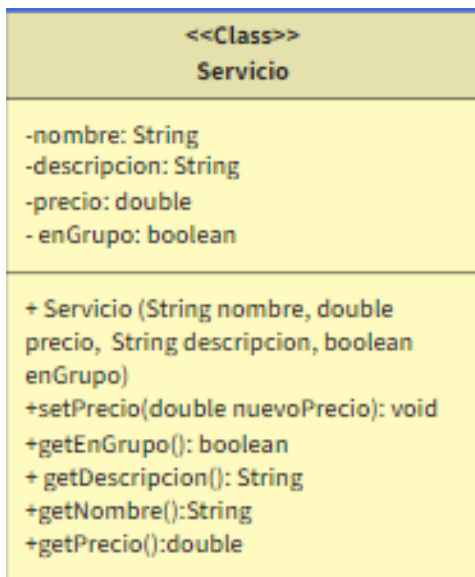 <<Class>>
Servicio
-nombre: String
-descripcion: String
-precio: double
- enGrupo: boolean
+ Servicio (String nombre, double
precio,  String descripcion, boolean
enGrupo)
+setPrecio(double nuevoPrecio): void
+getEnGrupo(): boolean
+ getDescripcion(): String
+getNombre():String
+getPrecio():double